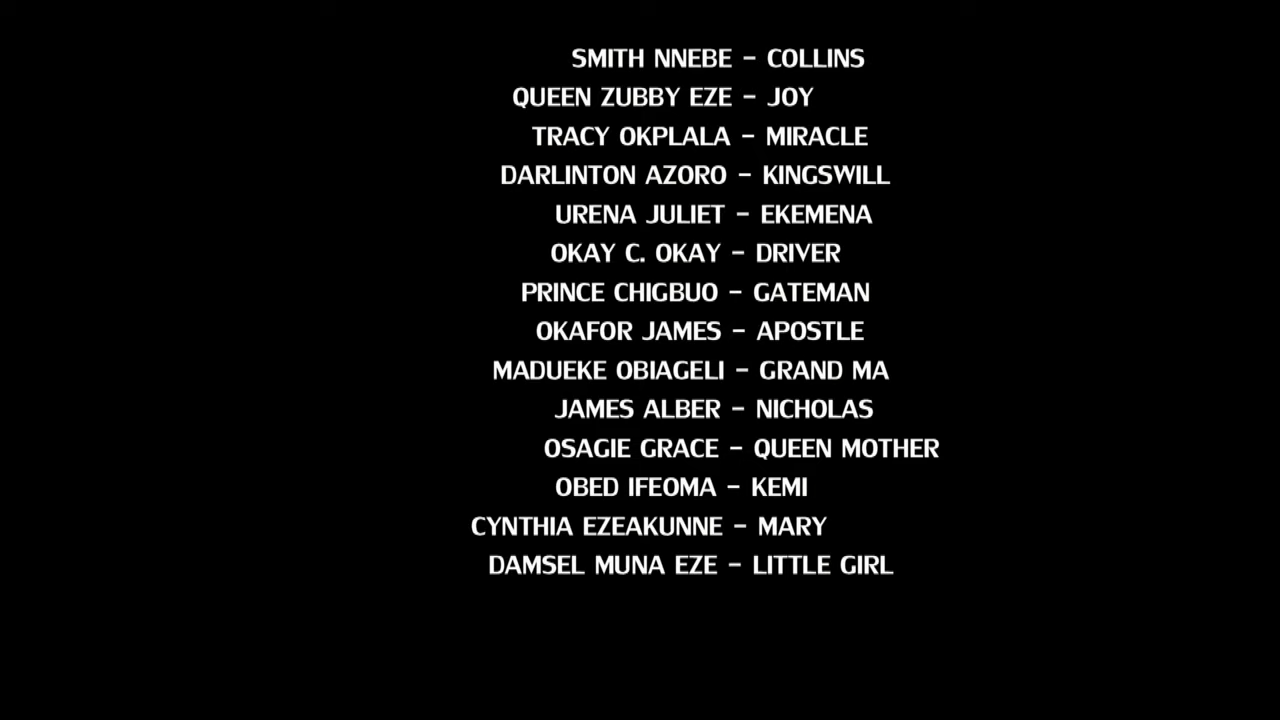 SMITH NNEBE - COLLINS
QUEEN ZUBBY EZE - JOY
TRACY OKPLALA - MIRACLE
DARLINTON AZORO - KINGSWILL
URENA JULIET - EKEMENA
OKAY C. OKAY - DRIVER
PRINCE CHIGBUO - GATEMAN
OKAFOR JAMES - APOSTLE
MADUEKE OBIAGELI - GRAND MA
JAMES ALBER - NICHOLAS
OSAGIE GRACE - QUEEN MOTHER
OBED IFEOMA - KEMI
CYNTHIA EZEAKUNNE - MARY
DAMSEL MUNA EZE - LITTLE GIRL